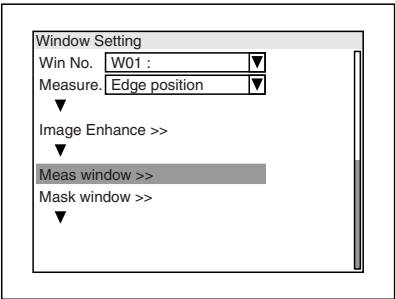 Window Setting
Win No. W01 :
Measure. Edge position
Image Enhance >>
Meas window >>
Mask window >>